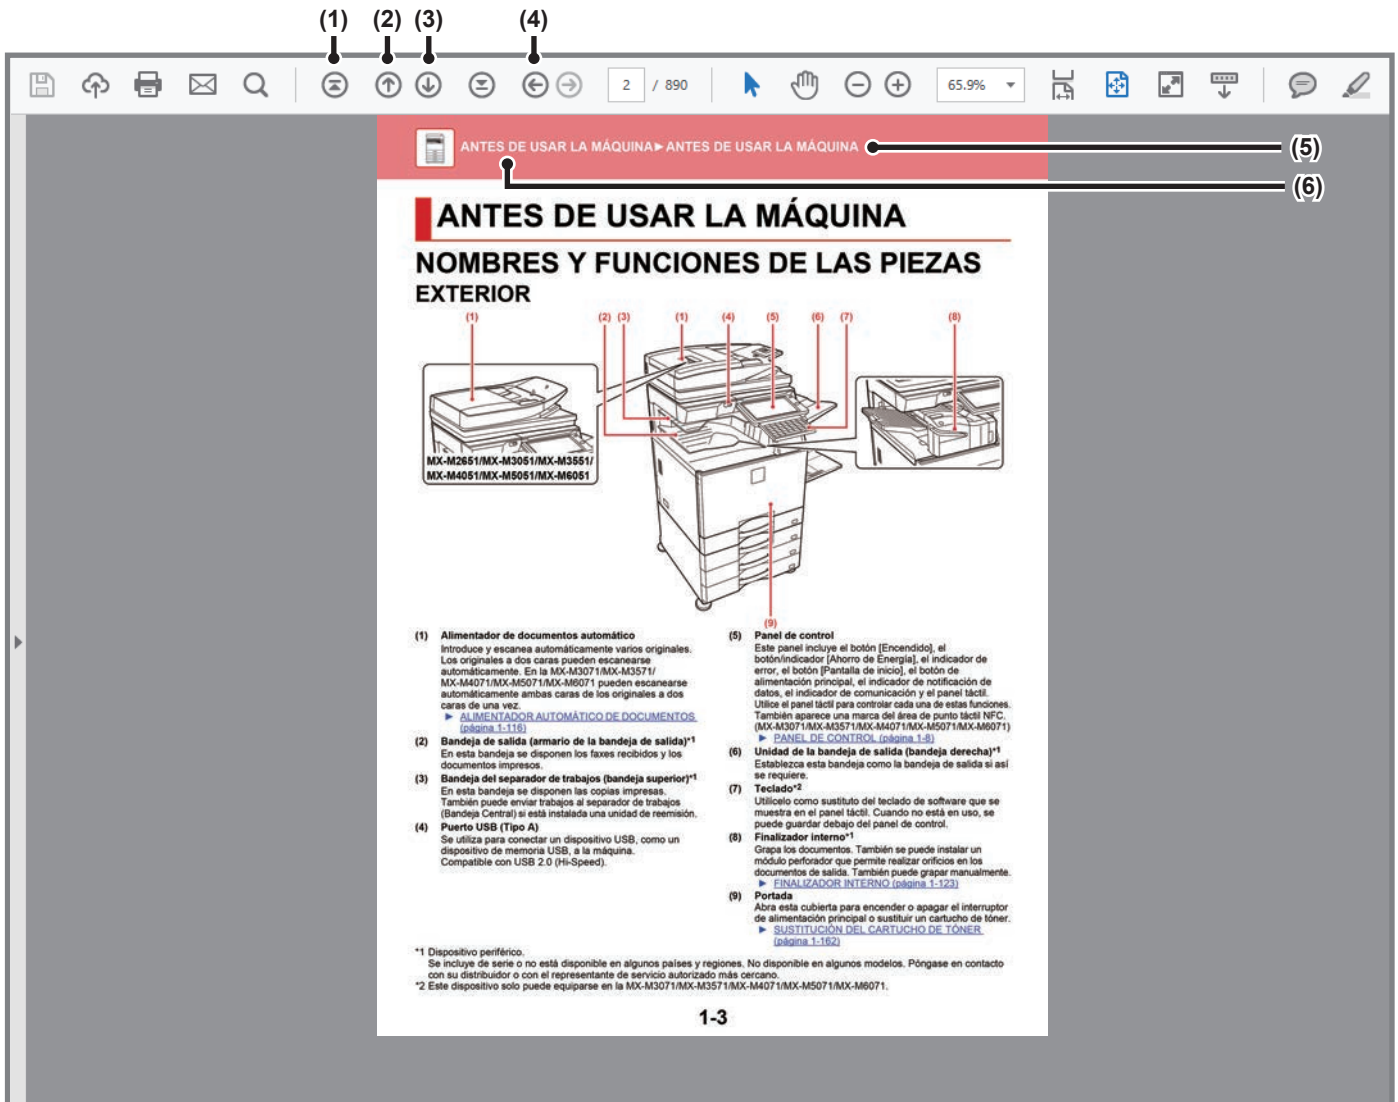 (1) (2) (3) (4)
2 / 890 65.9%
ANTES DE USAR LA MÁQUINA►ANTES DE USAR LA MÁQUINA
(5)
(6)
ANTES DE USAR LA MÁQUINA
NOMBRES Y FUNCIONES DE LAS PIEZAS
EXTERIOR
(1) (2) (3) (1) (4) (5) (6) (7) (8)
MX-M2651/MX-M3051/MX-M3551/
MX-M4051/MX-M5051/MX-M6051
(9)
(1) Alimentador de documentos automático
Introduce y escanea automáticamente varios originales.
Los originales a dos caras pueden escanearse
automáticamente. En la MX-M3071/MX-M3571/
MX-M4071/MX-M5071/MX-M6071 pueden escanearse
automáticamente ambas caras de los originales a dos
caras de una vez.
► ALIMENTADOR AUTOMÁTICO DE DOCUMENTOS
(página 1-116)
(2) Bandeja de salida (armario de la bandeja de salida)*1
En esta bandeja se disponen los faxes recibidos y los
documentos impresos.
(3) Bandeja del separador de trabajos (bandeja superior)*1
En esta bandeja se disponen las copias impresas.
También puede enviar trabajos al separador de trabajos
(Bandeja Central) si está instalada una unidad de reemisión.
(4) Puerto USB (Tipo A)
Se utiliza para conectar un dispositivo USB, como un
dispositivo de memoria USB, a la máquina.
Compatible con USB 2.0 (Hi-Speed).
(5) Panel de control
Este panel incluye el botón [Encendido], el
botón/indicador [Ahorro de Energía], el indicador de
error, el botón [Pantalla de inicio], el botón de
alimentación principal, el indicador de notificación de
datos, el indicador de comunicación y el panel táctil.
Utilice el panel táctil para controlar cada una de estas funciones.
También aparece una marca del área de punto táctil NFC.
(MX-M3071/MX-M3571/MX-M4071/MX-M5071/MX-M6071)
► PANEL DE CONTROL (página 1-8)
(6) Unidad de la bandeja de salida (bandeja derecha)*1
Establezca esta bandeja como la bandeja de salida si así
se requiere.
(7) Teclado*2
Utilícelo como sustituto del teclado de software que se
muestra en el panel táctil. Cuando no está en uso, se
puede guardar debajo del panel de control.
(8) Finalizador interno*1
Grapa los documentos. También se puede instalar un
módulo perforador que permite realizar orificios en los
documentos de salida. También puede grapar manualmente.
► FINALIZADOR INTERNO (página 1-123)
(9) Portada
Abra esta cubierta para encender o apagar el interruptor
de alimentación principal o sustituir un cartucho de tóner.
► SUSTITUCIÓN DEL CARTUCHO DE TÓNER
(página 1-162)
*1 Dispositivo periférico.
Se incluye de serie o no está disponible en algunos países y regiones. No disponible en algunos modelos. Póngase en contacto
con su distribuidor o con el representante de servicio autorizado más cercano.
*2 Este dispositivo solo puede equiparse en la MX-M3071/MX-M3571/MX-M4071/MX-M5071/MX-M6071.
1-3